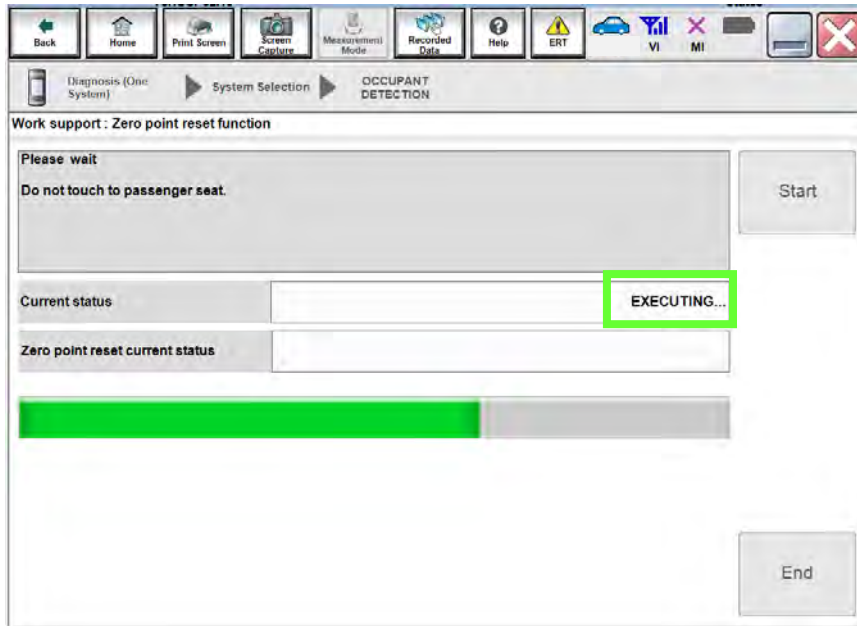 Back
Home
Print Screen
Screen
Capture
Measurement
Mode
Recorded
Data
Help
ERT
VI
MI
Diagnosis (One
System)
System Selection
OCCUPANT
DETECTION
Work support : Zero point reset function
Please wait
Do not touch to passenger seat.
Start
Current status
EXECUTING...
Zero point reset current status
End